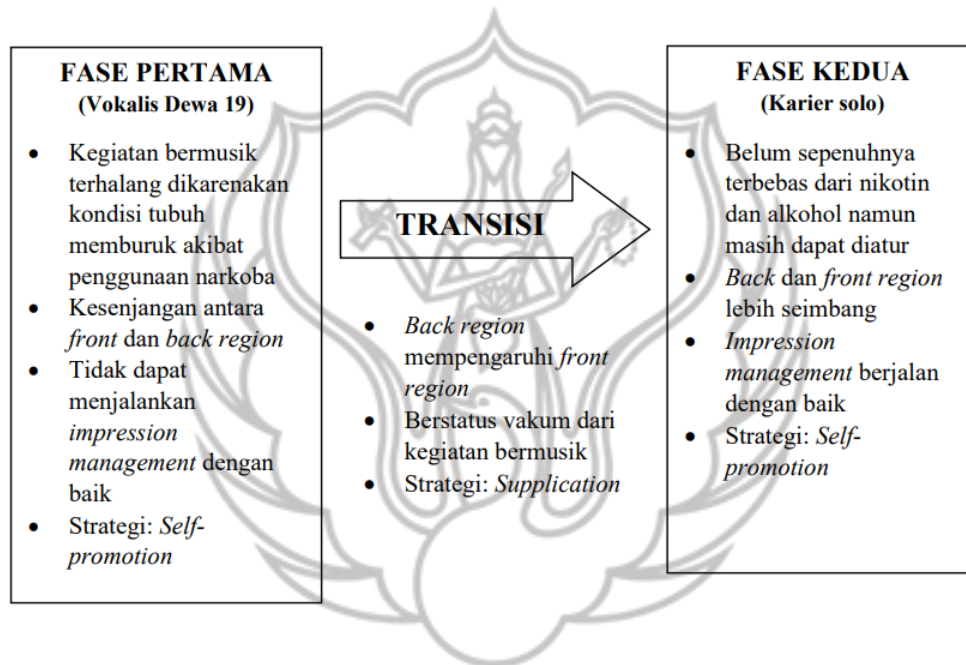 FASE PERTAMA
(Vokalis Dewa 19)
• Kegiatan bermusik
terhalang dikarenakan
kondisi tubuh
memburuk akibat
penggunaan narkoba
• Kesenjangan antara
front dan back region
• Tidak dapat
menjalankan
impression
management dengan
baik
• Strategi: Self-
promotion
TRANSISI
• Back region
mempengaruhi front
region
• Berstatus vakum dari
kegiatan bermusik
• Strategi: Supplication
FASE KEDUA
(Karier solo)
• Belum sepenuhnya
terbebas dari nikotin
dan alkohol namun
masih dapat diatur
• Back dan front region
lebih seimbang
• Impression
management berjalan
dengan baik
• Strategi: Self-
promotion